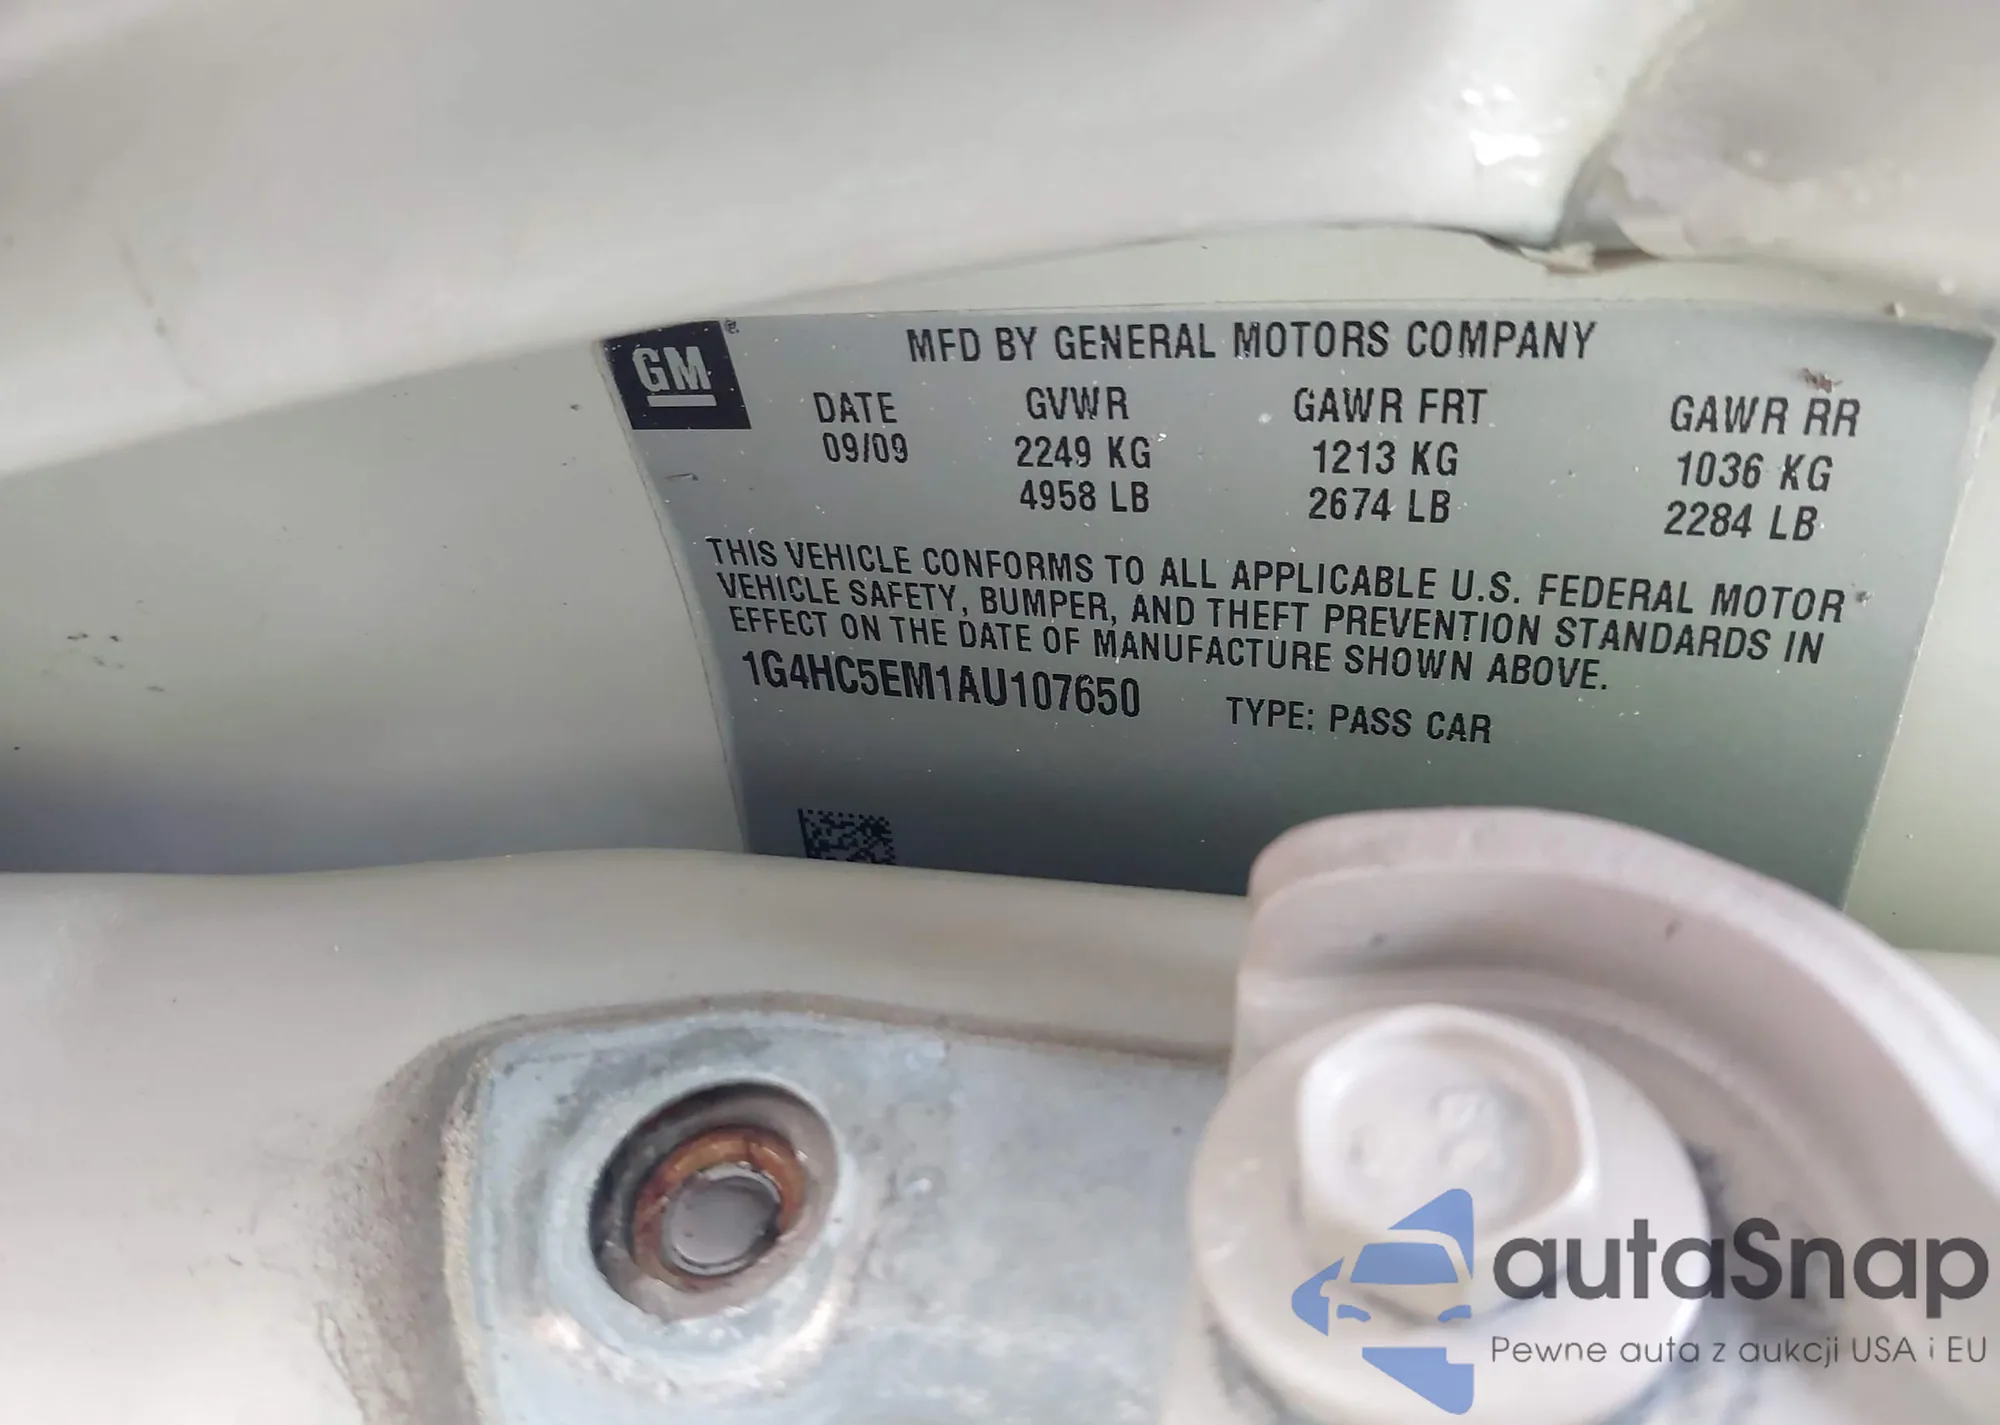 GM
MFD BY GENERAL MOTORS COMPANY
DATE GVWR GAWR FRT GAWR RR
09/09 2249 KG 1213 KG 1036 KG
4958 LB 2674 LB 2284 LB
THIS VEHICLE CONFORMS TO ALL APPLICABLE U.S. FEDERAL MOTOR
VEHICLE SAFETY, BUMPER, AND THEFT PREVENTION STANDARDS IN
EFFECT ON THE DATE OF MANUFACTURE SHOWN ABOVE.
1G4HC5EM1AU107650 TYPE: PASS CAR
autaSnap
Pewne auta z aukcji USA i EU